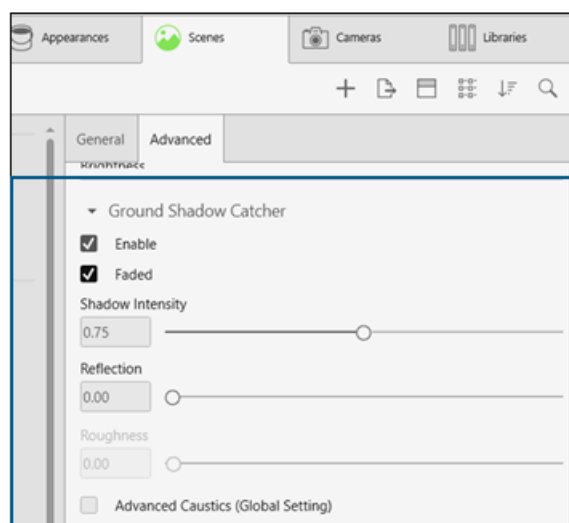 Appearances Scenes Cameras Libraries
General Advanced
Brightness
Ground Shadow Catcher
Enable
Faded
Shadow Intensity
0.75
Reflection
0.00
Roughness
0.00
Advanced Caustics (Global Setting)